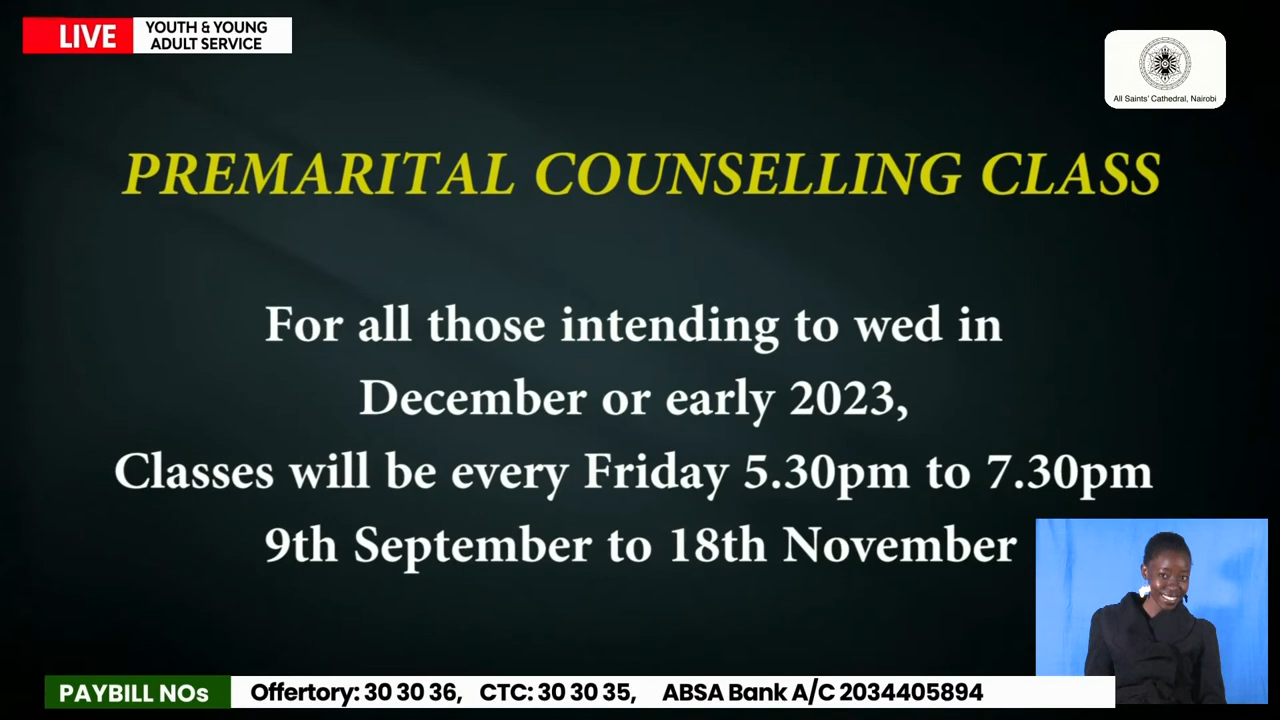 LIVE
YOUTH & YOUNG
ADULT SERVICE
All Saints' Cathedral, Nairobi
PREMARITAL COUNSELLING CLASS
For all those intending to wed in
December or early 2023,
Classes will be every Friday 5.30pm to 7.30pm
9th September to 18th November
PAYBILL NOs Offertory: 30 30 36, CTC: 30 30 35, ABSA Bank A/C 2034405894